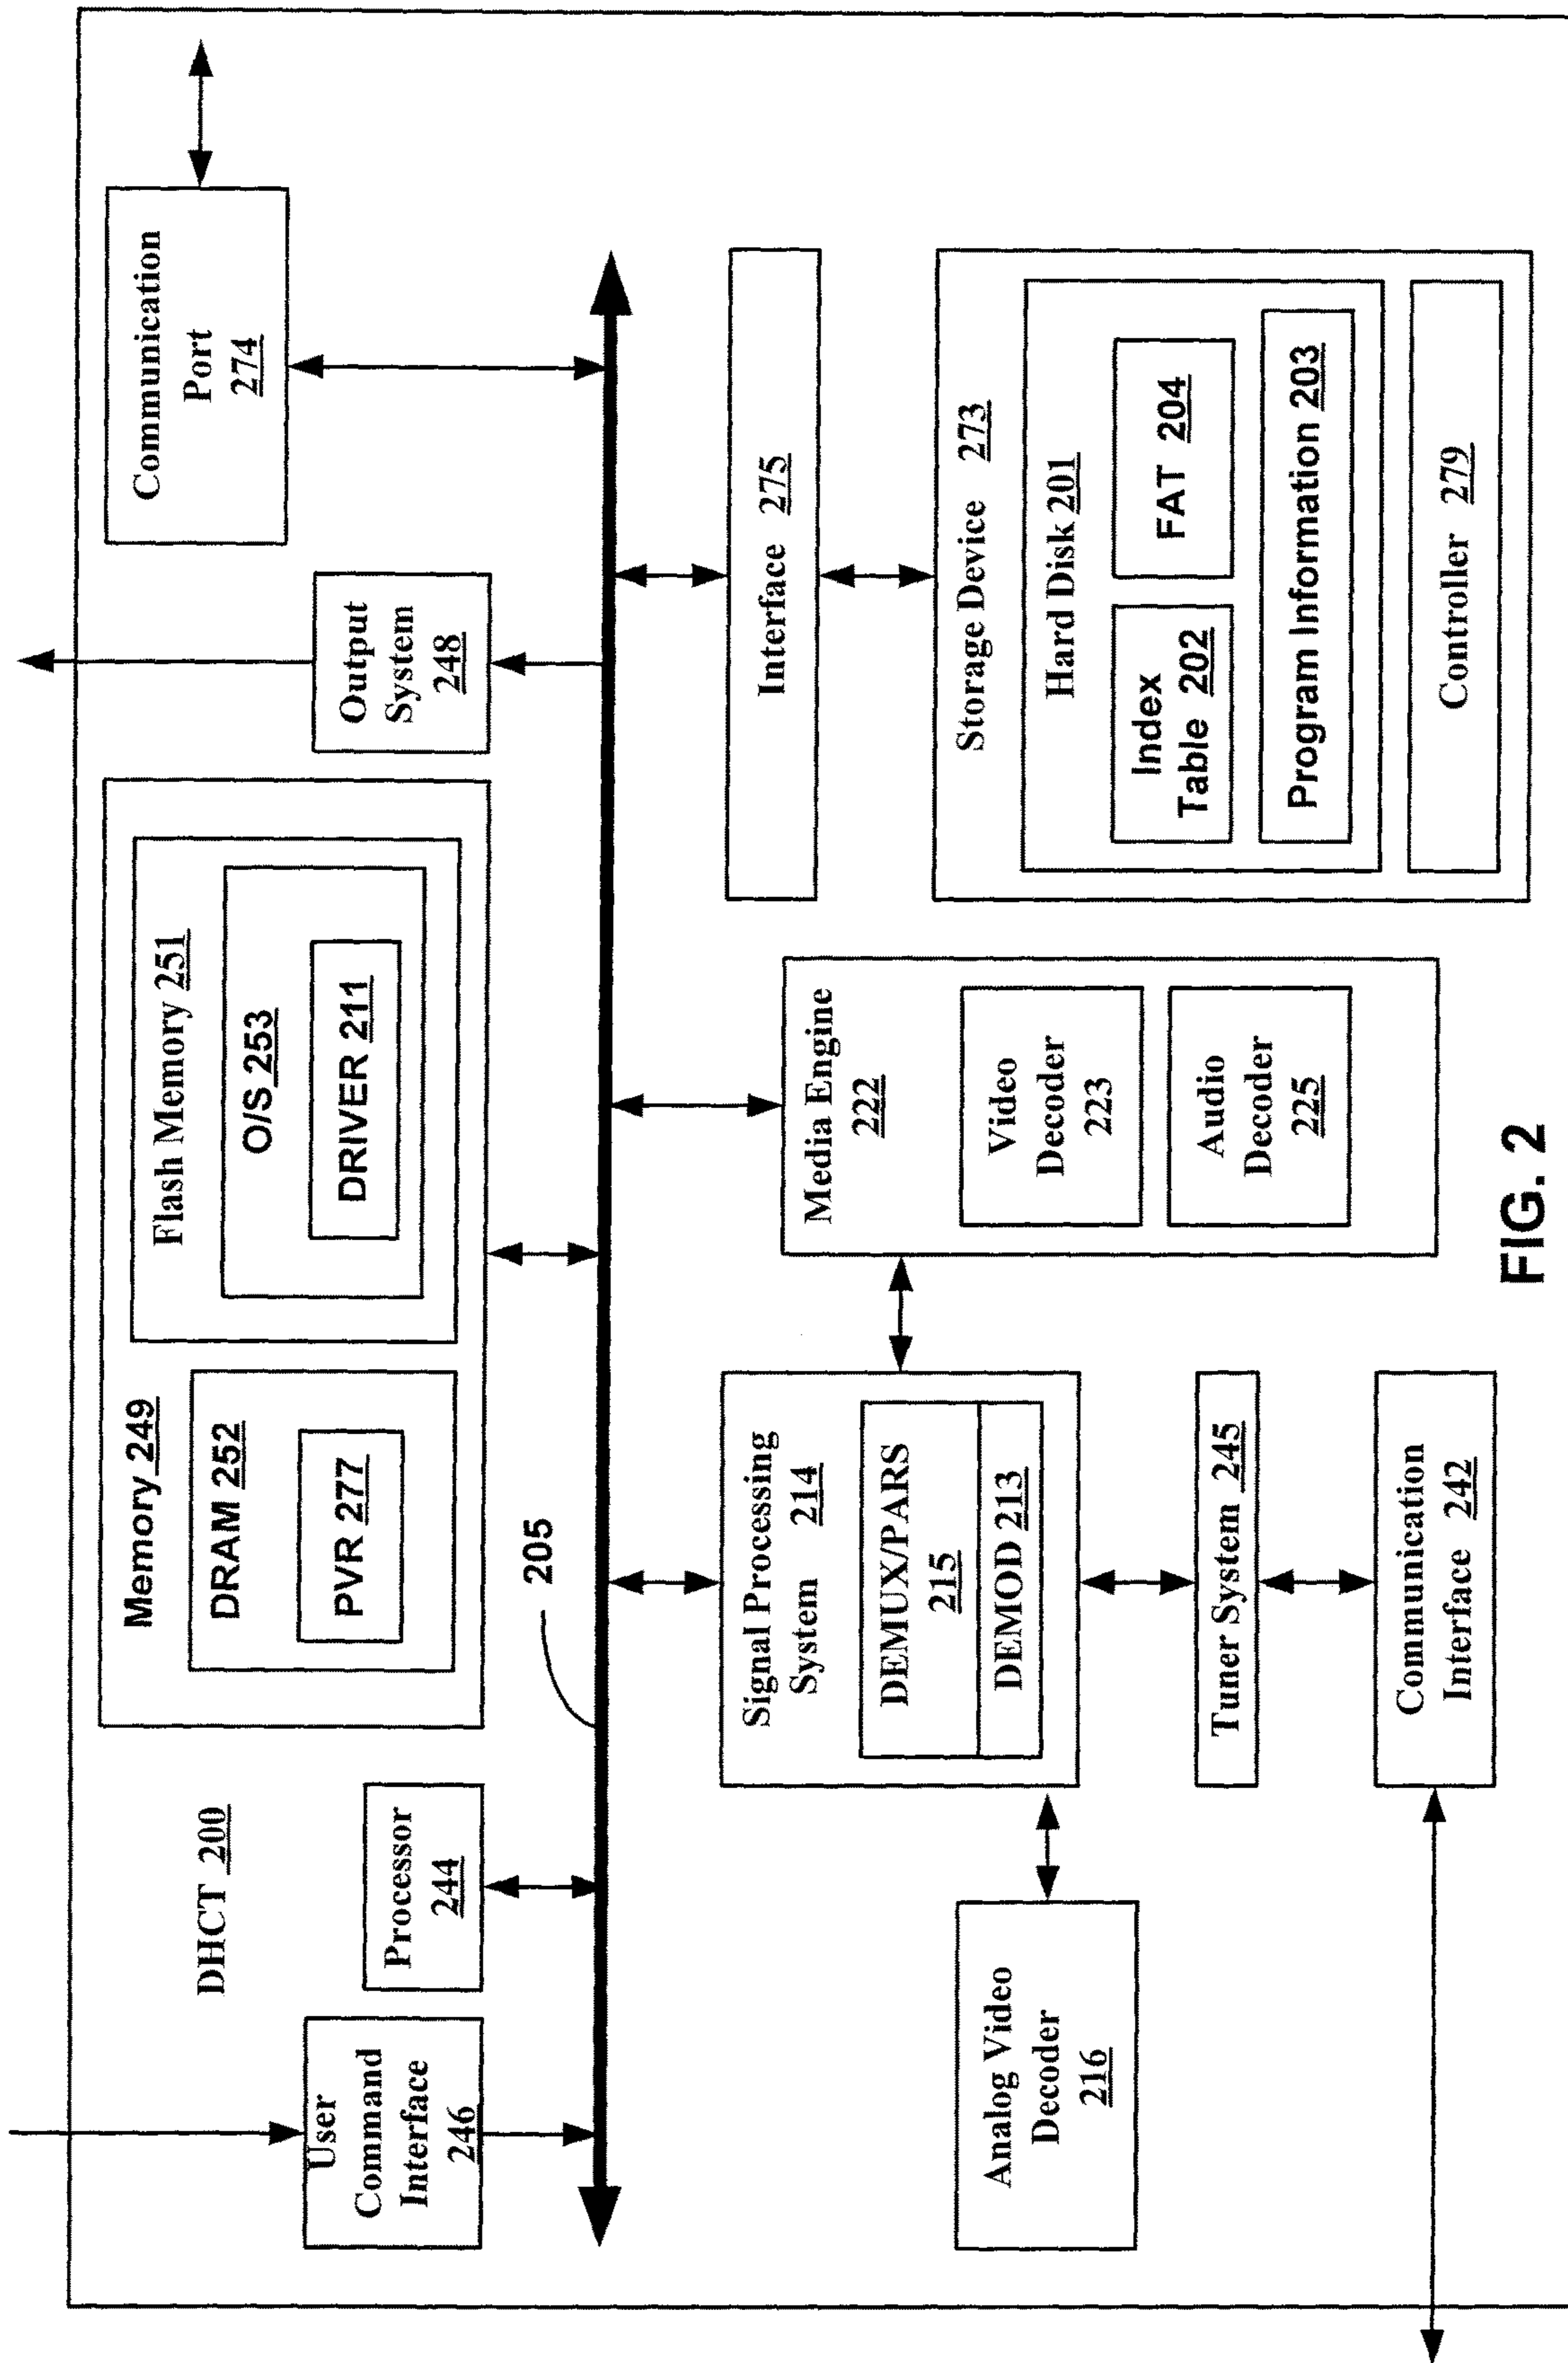 DHCT 200
User
Command
Interface
246
Processor
244
Memory 249
DRAM 252
PVR 277
Flash Memory 251
O/S 253
DRIVER 211
Output
System
248
Communication
Port
274
205
Signal Processing
System 214
DEMUX/PARS
215
DEMOD 213
Tuner System 245
Communication
Interface 242
Analog Video
Decoder
216
Media Engine
222
Video
Decoder
223
Audio
Decoder
225
Interface 275
Storage Device 273
Hard Disk 201
Index
Table 202
FAT 204
Program Information 203
Controller 279
FIG. 2